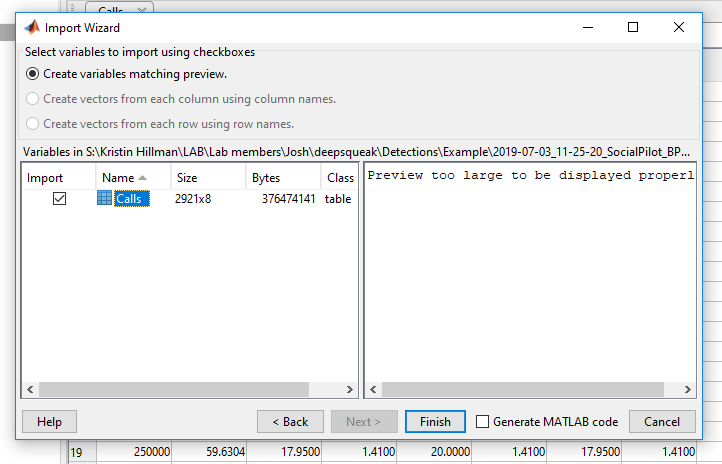 Calls
Import Wizard
Select variables to import using checkboxes
Create variables matching preview.
Create vectors from each column using column names.
Create vectors from each row using row names.
Variables in S:\Kristin Hillman\LAB\Lab members\Josh\deepsqueak\Detections\Example\2019-07-03_11-25-20_SocialPilot_BP...
Import Name Size Bytes Class
Calls 2921x8 376474141 table
Preview too large to be displayed properl
Help < Back Next > Finish Generate MATLAB code Cancel
19 250000 59.6304 17.9500 1.4100 20.0000 1.4100 17.9500 1.4100